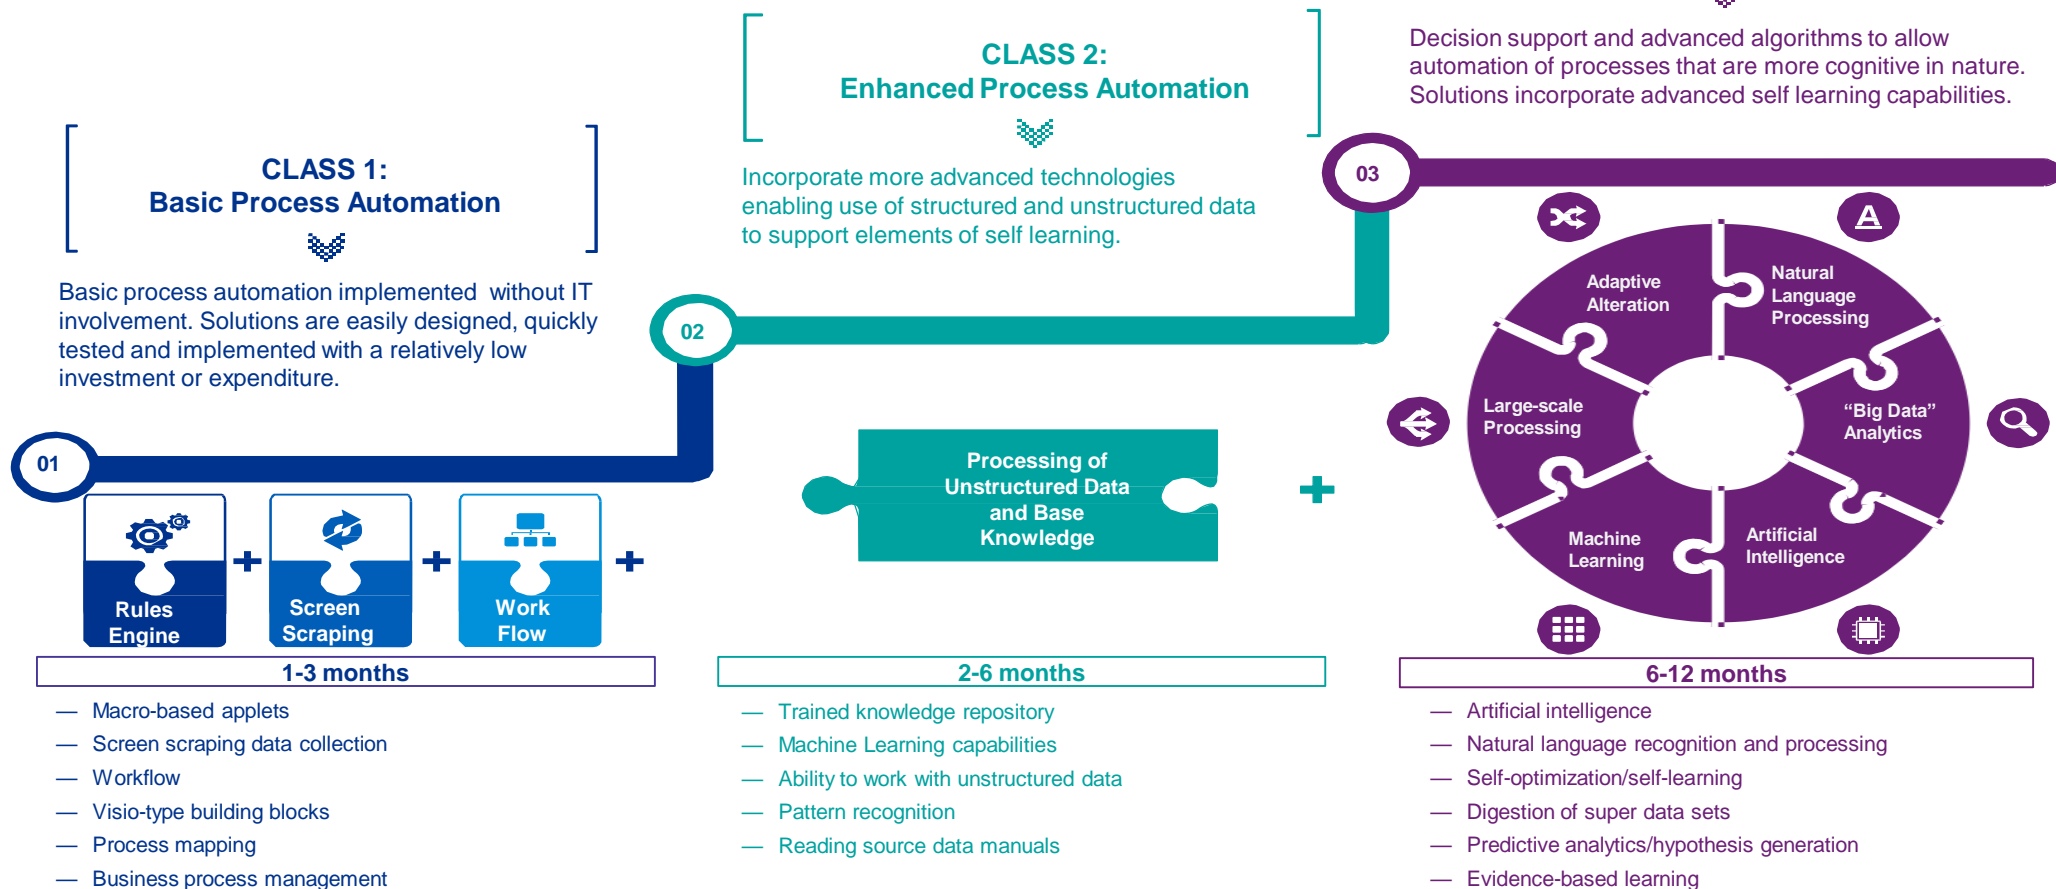 CLASS 1:
Basic Process Automation
Basic process automation implemented without IT
involvement. Solutions are easily designed, quickly
tested and implemented with a relatively low
investment or expenditure.
01
Rules
Engine
Screen
Scraping
Work
Flow
1-3 months
— Macro-based applets
— Screen scraping data collection
— Workflow
— Visio-type building blocks
— Process mapping
— Business process management
CLASS 2:
Enhanced Process Automation
Incorporate more advanced technologies
enabling use of structured and unstructured data
to support elements of self learning.
02
Processing of
Unstructured Data
and Base
Knowledge
2-6 months
— Trained knowledge repository
— Machine Learning capabilities
— Ability to work with unstructured data
— Pattern recognition
— Reading source data manuals
Decision support and advanced algorithms to allow
automation of processes that are more cognitive in nature.
Solutions incorporate advanced self learning capabilities.
03
A
Adaptive
Alteration
Natural
Language
Processing
Large-scale
Processing
“Big Data”
Analytics
Machine
Learning
Artificial
Intelligence
6-12 months
— Artificial intelligence
— Natural language recognition and processing
— Self-optimization/self-learning
— Digestion of super data sets
— Predictive analytics/hypothesis generation
— Evidence-based learning